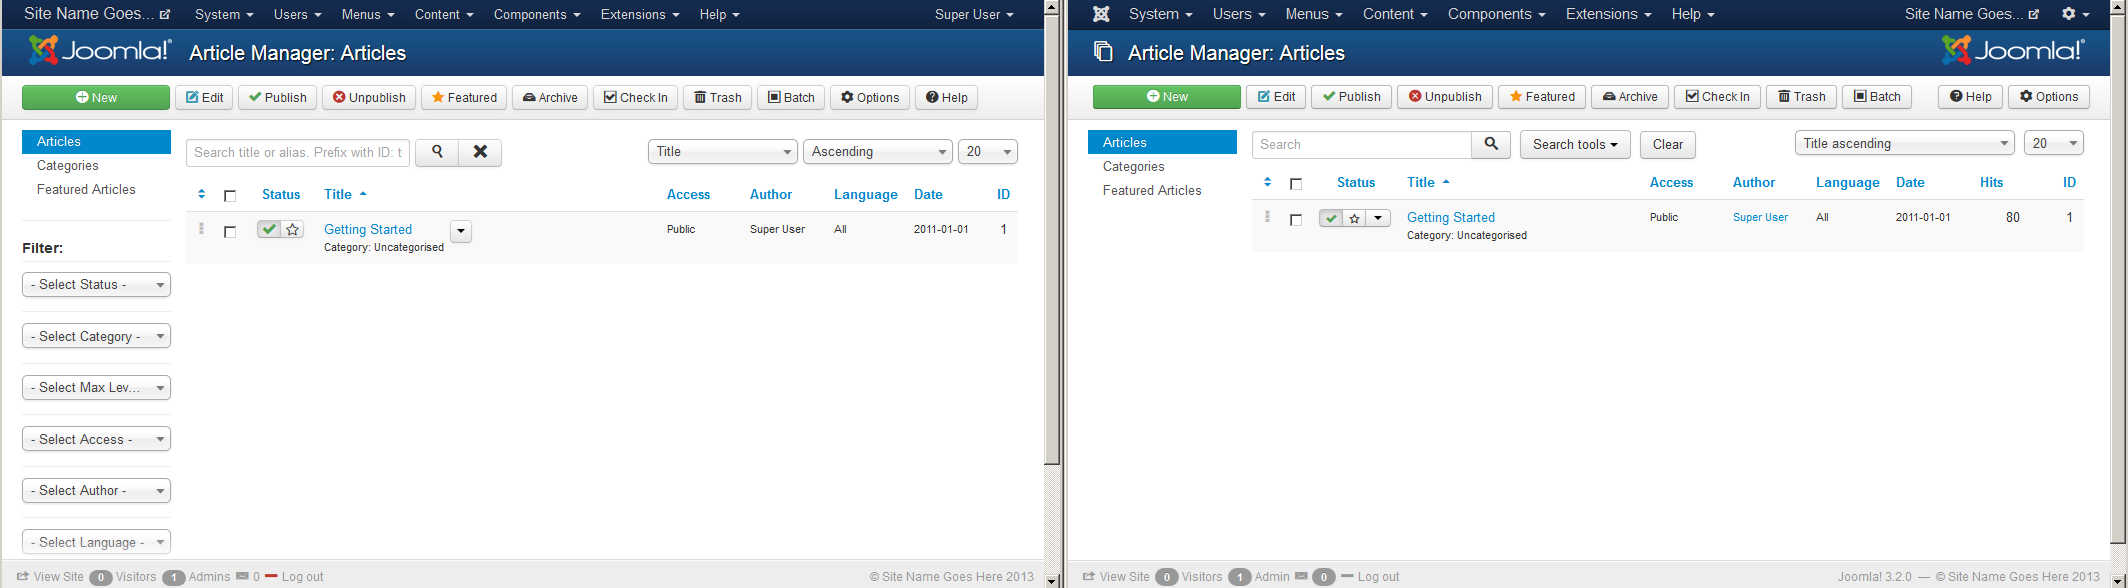 Site Name Goes... System Users Menus Content Components Extensions Help Super User
Joomla!® Article Manager: Articles
New Edit Publish Unpublish Featured Archive Check In Trash Batch Options Help
Articles
Categories
Featured Articles
Search title or alias. Prefix with ID: t
Title Ascending 20
Status Title Access Author Language Date ID
Getting Started Public Super User All 2011-01-01 1
Category: Uncategorised
Filter:
- Select Status -
- Select Category -
- Select Max Lev...
- Select Access -
- Select Author -
- Select Language -
View Site 0 Visitors 1 Admins 0 Log out © Site Name Goes Here 2013
System Users Menus Content Components Extensions Help Site Name Goes...
Article Manager: Articles Joomla!®
New Edit Publish Unpublish Featured Archive Check In Trash Batch Help Options
Articles
Categories
Featured Articles
Search Search tools Clear Title ascending 20
Status Title Access Author Language Date Hits ID
Getting Started Public Super User All 2011-01-01 80 1
Category: Uncategorised
View Site 0 Visitors 1 Admin 0 Log out Joomla! 3.2.0 — © Site Name Goes Here 2013